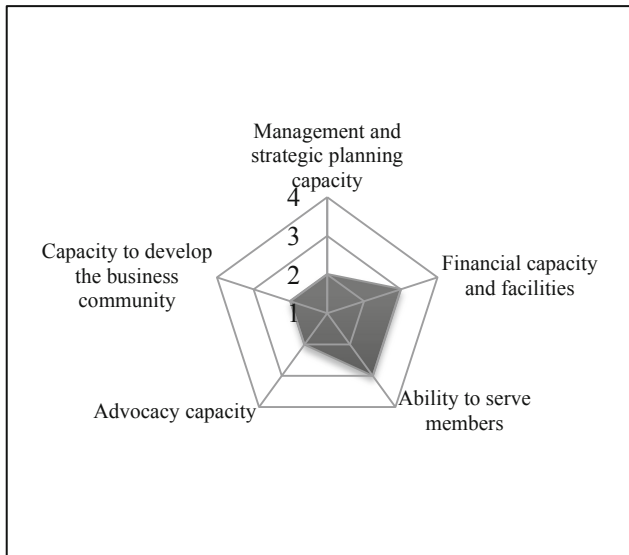 Management and
strategic planning
capacity
4
3
2
1
Capacity to develop
the business
community
Financial capacity
and facilities
Advocacy capacity
Ability to serve
members